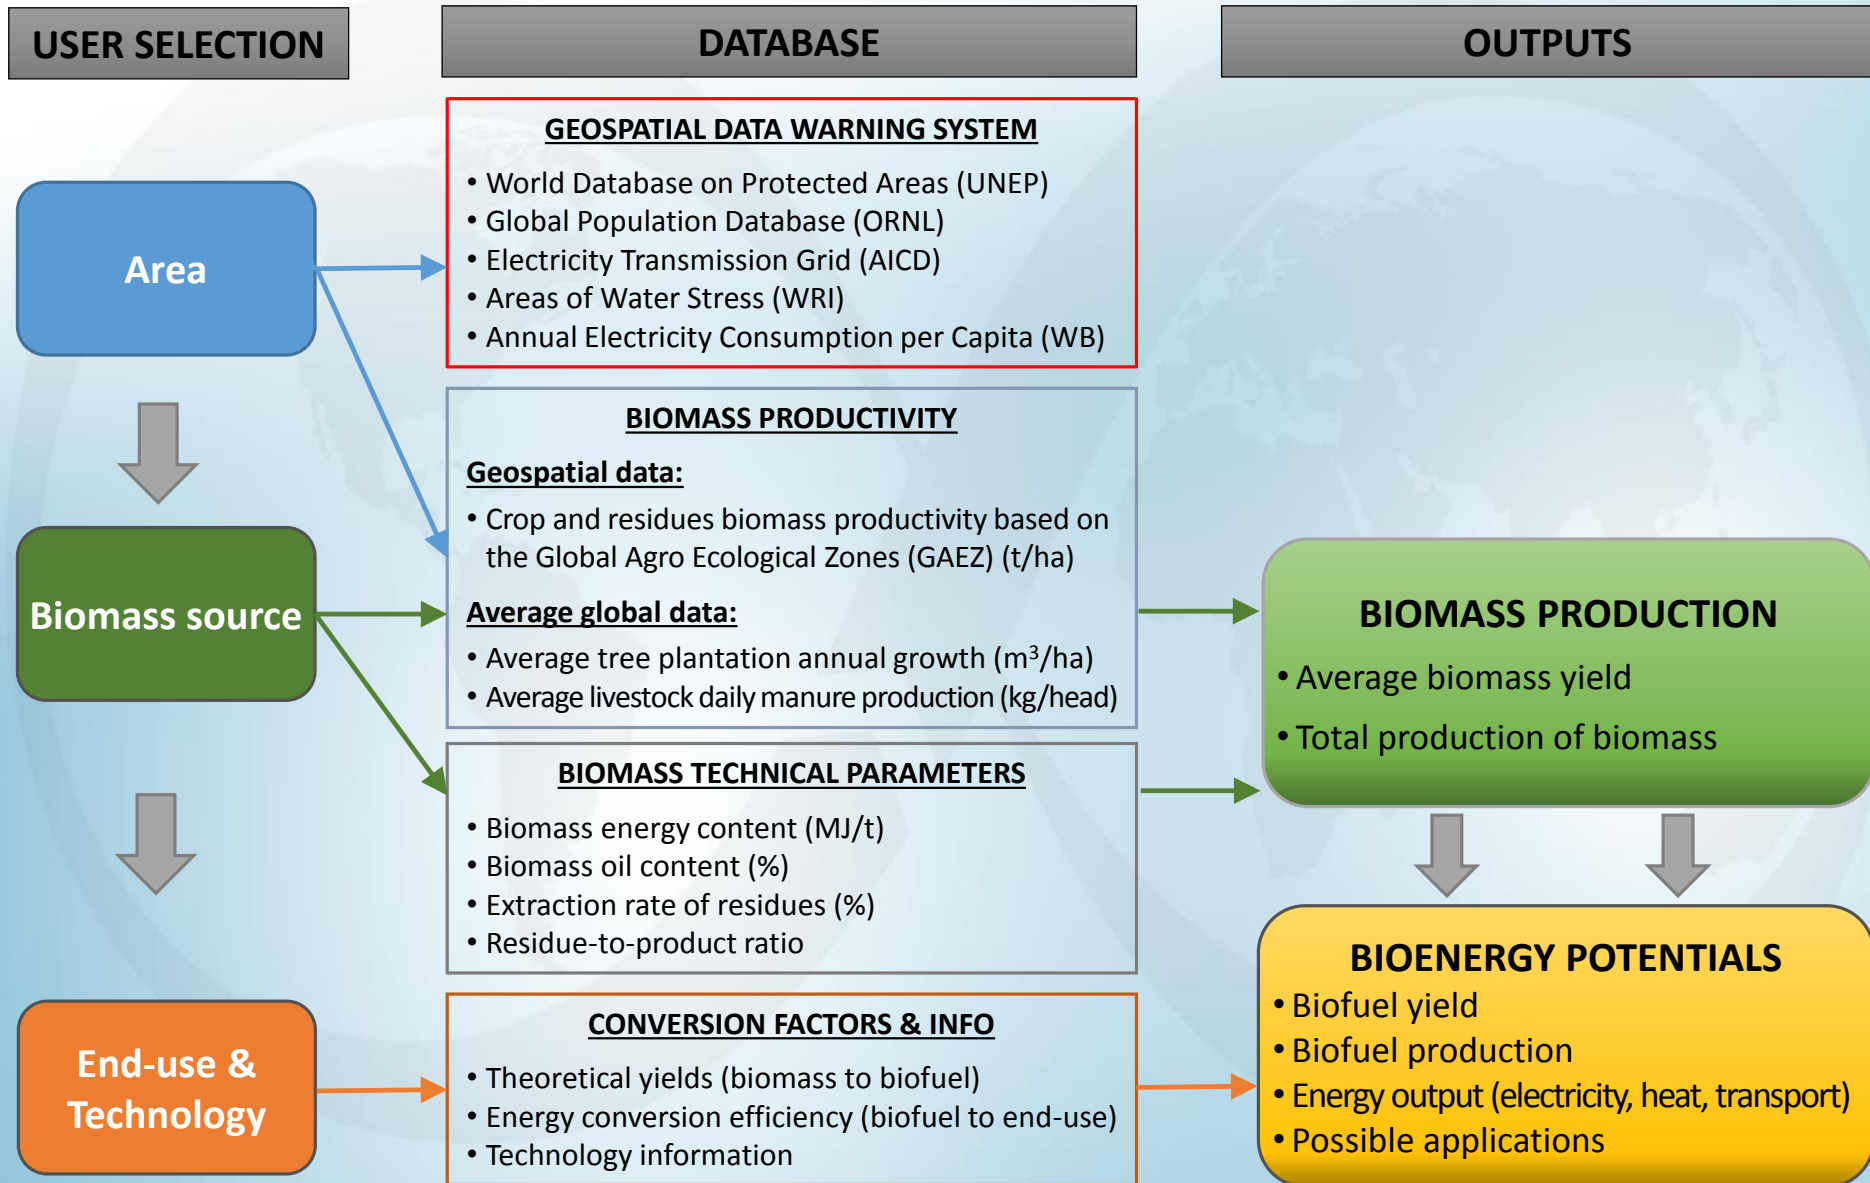 USER SELECTION
DATABASE
OUTPUTS
Area
Biomass source
End-use &
Technology
GEOSPATIAL DATA WARNING SYSTEM
• World Database on Protected Areas (UNEP)
• Global Population Database (ORNL)
• Electricity Transmission Grid (AICD)
• Areas of Water Stress (WRI)
• Annual Electricity Consumption per Capita (WB)
BIOMASS PRODUCTIVITY
Geospatial data:
• Crop and residues biomass productivity based on
the Global Agro Ecological Zones (GAEZ) (t/ha)
Average global data:
• Average tree plantation annual growth (m³/ha)
• Average livestock daily manure production (kg/head)
BIOMASS TECHNICAL PARAMETERS
• Biomass energy content (MJ/t)
• Biomass oil content (%)
• Extraction rate of residues (%)
• Residue-to-product ratio
CONVERSION FACTORS & INFO
• Theoretical yields (biomass to biofuel)
• Energy conversion efficiency (biofuel to end-use)
• Technology information
BIOMASS PRODUCTION
• Average biomass yield
• Total production of biomass
BIOENERGY POTENTIALS
• Biofuel yield
• Biofuel production
• Energy output (electricity, heat, transport)
• Possible applications